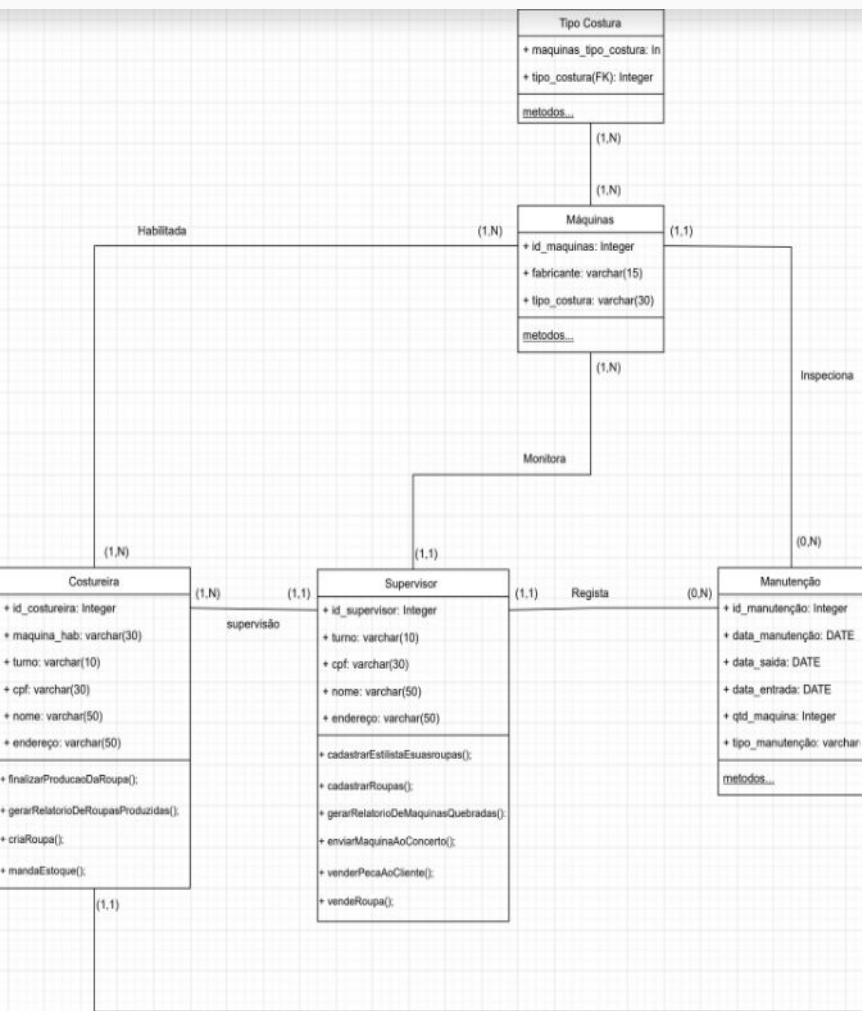 Tipo Costura
+ maquinas_tipo_costura: In
+ tipo_costura(FK): Integer
metodos...
(1,N)
(1,N)
Máquinas
+ id_maquinas: Integer
+ fabricante: varchar(15)
+ tipo_costura: varchar(30)
metodos...
Habilitada
(1,N)
(1,1)
(1,N)
Inspeciona
Monitora
(1,N)
(1,1)
(0,N)
Costureira
+ id_costureira: Integer
+ maquina_hab: varchar(30)
+ turno: varchar(10)
+ cpf: varchar(30)
+ nome: varchar(50)
+ endereço: varchar(50)
+ finalizarProducaoDaRoupa();
+ gerarRelatorioDeRoupasProduzidas();
+ criaRoupa();
+ mandaEstoque();
(1,1)
(1,N)
(1,1)
supervisão
Supervisor
+ id_supervisor: Integer
+ turno: varchar(10)
+ cpf: varchar(30)
+ nome: varchar(50)
+ endereço: varchar(50)
+ cadastrarEstilistaEsuasroupas();
+ cadastrarRoupas();
+ gerarRelatorioDeMaquinasQuebradas();
+ enviarMaquinaAoConcerto();
+ venderPecaAoCliente();
+ vendeRoupa();
(1,1)
Regista
(0,N)
Manutenção
+ id_manutenção: Integer
+ data_manutenção: DATE
+ data_saida: DATE
+ data_entrada: DATE
+ qtd_maquina: Integer
+ tipo_manutenção: varchar
metodos...